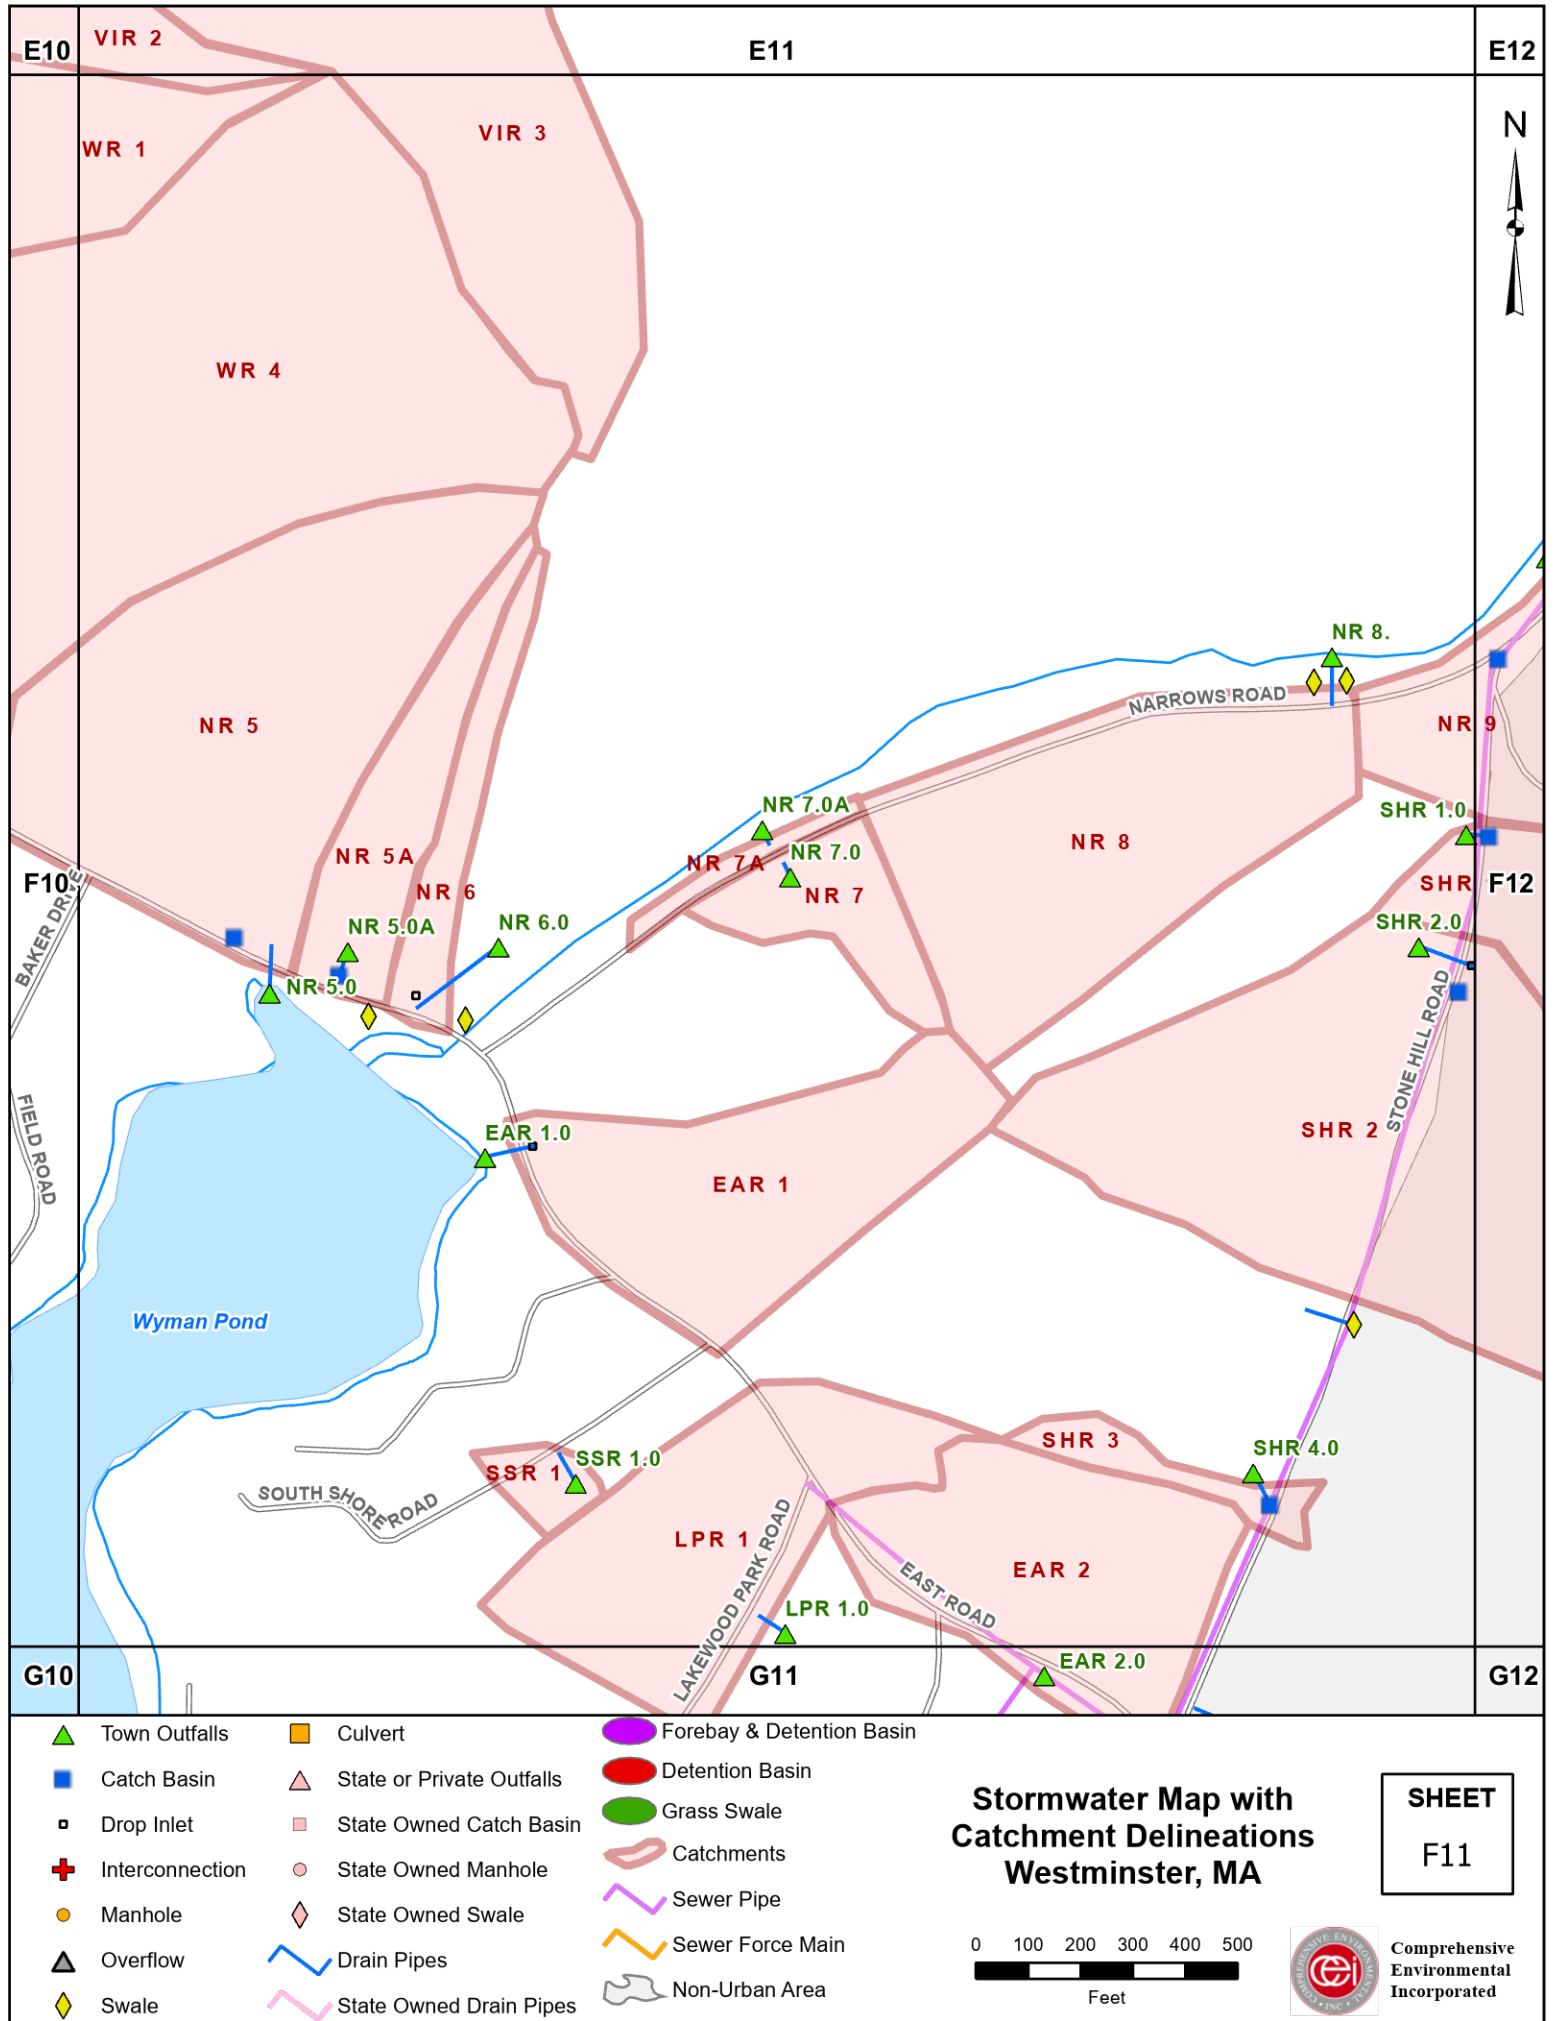 E10
VIR 2
E11
E12
VIR 3
WR 1
N
WR 4
NR 8.
NARROWS ROAD
NR 5
NR 9
NR 7.0A
SHR 1.0
NR 8
NR 7.0
NR 5A
NR 7A
F10
NR 6
NR 7
SHR
F12
BAKER DRIVE
NR 5.0A
NR 6.0
SHR 2.0
NR 5.0
STONE HILL ROAD
FIELD ROAD
EAR 1.0
SHR 2
EAR 1
Wyman Pond
SHR 3
SHR 4.0
SSR 1.0
SSR 1
SOUTH SHORE ROAD
LPR 1
LAKEWOOD PARK ROAD
EAR 2
EAST ROAD
LPR 1.0
EAR 2.0
G10
G11
G12
Town Outfalls
Catch Basin
Drop Inlet
Interconnection
Manhole
Overflow
Swale
Culvert
State or Private Outfalls
State Owned Catch Basin
State Owned Manhole
State Owned Swale
Drain Pipes
State Owned Drain Pipes
Forebay & Detention Basin
Detention Basin
Grass Swale
Catchments
Sewer Pipe
Sewer Force Main
Non-Urban Area
Stormwater Map with
Catchment Delineations
Westminster, MA
SHEET
F11
0 100 200 300 400 500
Feet
COMPREHENSIVE ENVIRONMENTAL
• INC •
cei
Comprehensive
Environmental
Incorporated